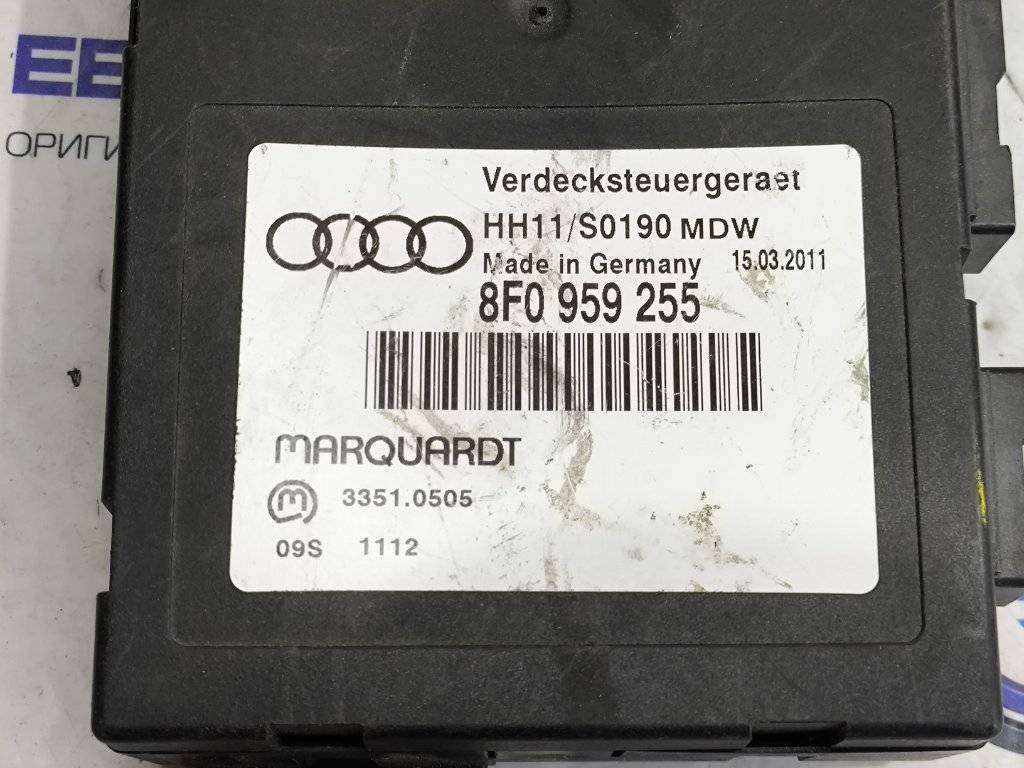 ОРИГИ
Verdecksteuergeraet
HH11/S0190 MDW
Made in Germany 15.03.2011
8F0 959 255
MARQUARDT
m 3351.0505
09S 1112